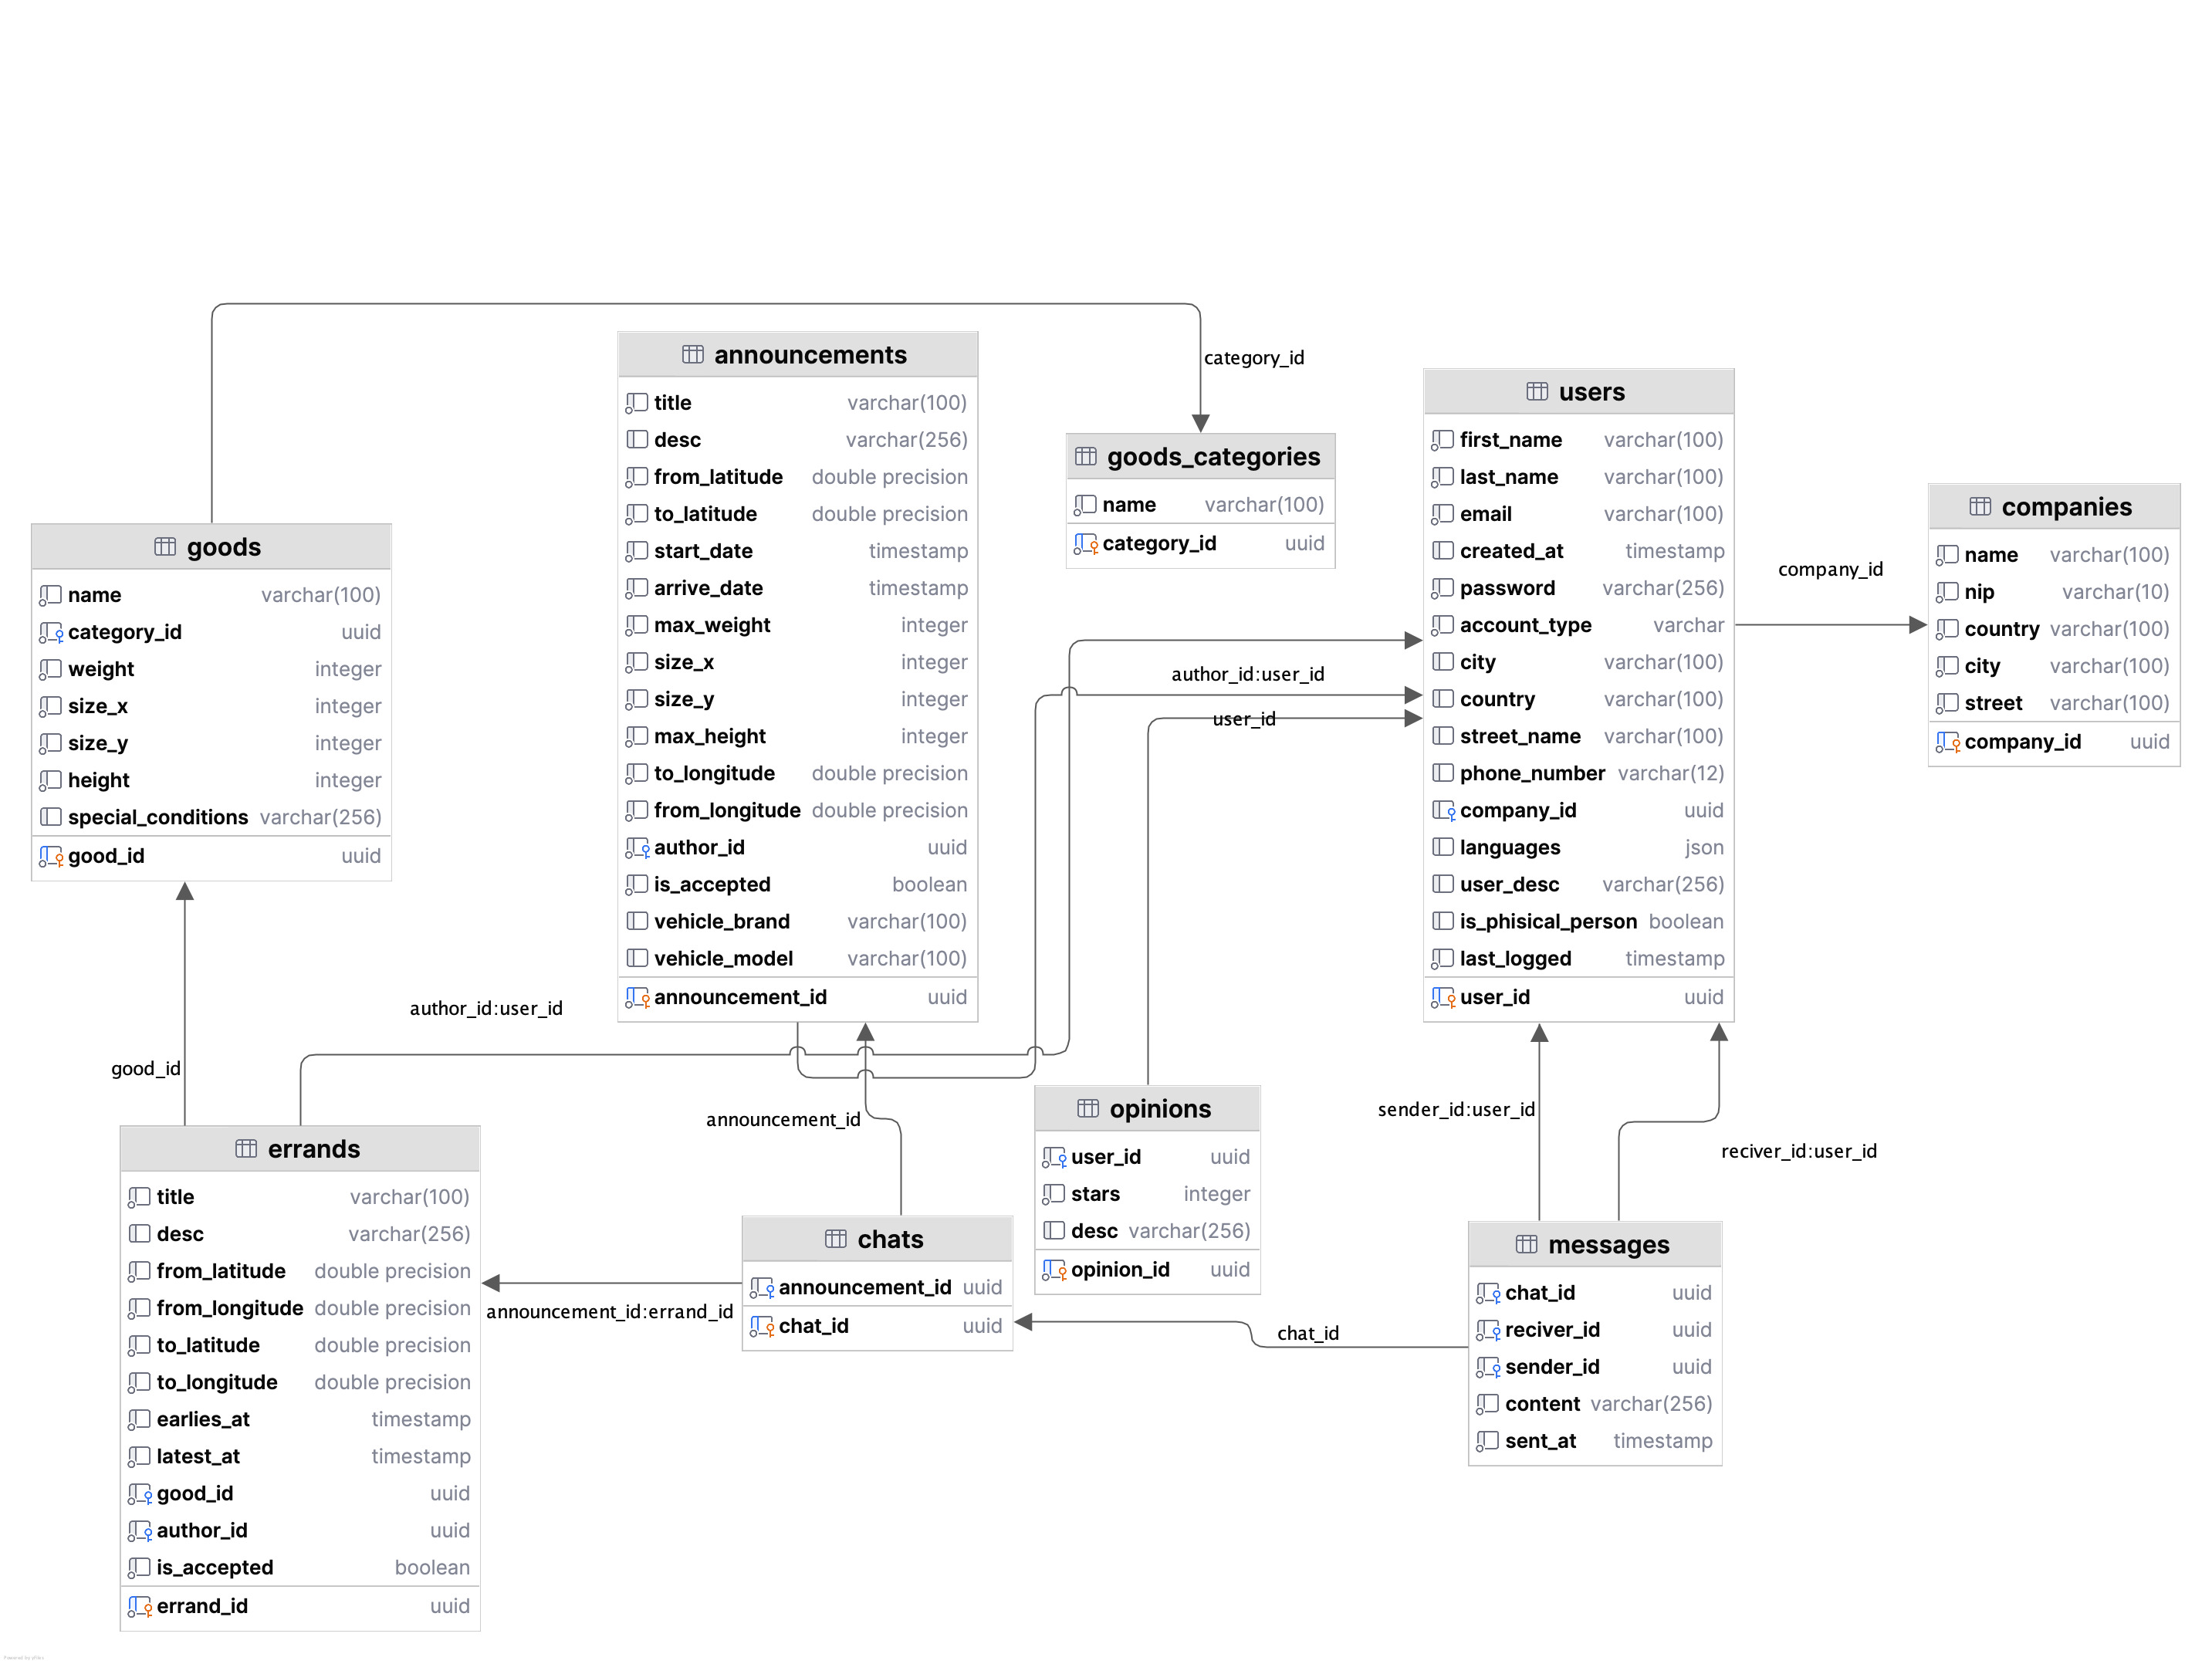 category_id
announcements
title varchar(100)
desc varchar(256)
from_latitude double precision
to_latitude double precision
start_date timestamp
arrive_date timestamp
max_weight integer
size_x integer
size_y integer
max_height integer
to_longitude double precision
from_longitude double precision
author_id uuid
is_accepted boolean
vehicle_brand varchar(100)
vehicle_model varchar(100)
announcement_id uuid
goods_categories
name varchar(100)
category_id uuid
users
first_name varchar(100)
last_name varchar(100)
email varchar(100)
created_at timestamp
password varchar(256)
account_type varchar
city varchar(100)
country varchar(100)
street_name varchar(100)
phone_number varchar(12)
company_id uuid
languages json
user_desc varchar(256)
is_phisical_person boolean
last_logged timestamp
user_id uuid
company_id
companies
name varchar(100)
nip varchar(10)
country varchar(100)
city varchar(100)
street varchar(100)
company_id uuid
goods
name varchar(100)
category_id uuid
weight integer
size_x integer
size_y integer
height integer
special_conditions varchar(256)
good_id uuid
author_id:user_id
user_id
author_id:user_id
good_id
announcement_id
sender_id:user_id
reciver_id:user_id
errands
title varchar(100)
desc varchar(256)
from_latitude double precision
from_longitude double precision
to_latitude double precision
to_longitude double precision
earlies_at timestamp
latest_at timestamp
good_id uuid
author_id uuid
is_accepted boolean
errand_id uuid
announcement_id:errand_id
chats
announcement_id uuid
chat_id uuid
opinions
user_id uuid
stars integer
desc varchar(256)
opinion_id uuid
chat_id
messages
chat_id uuid
reciver_id uuid
sender_id uuid
content varchar(256)
sent_at timestamp
Powered by yFiles